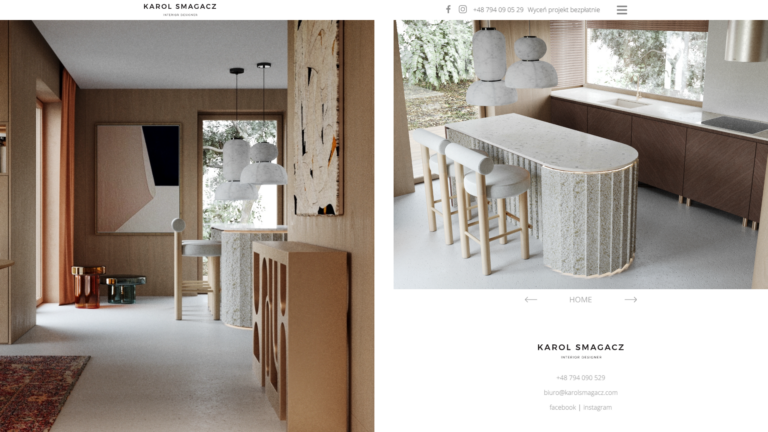 KAROL SMAGACZ
INTERIOR DESIGNER
+48 794 09 05 29 Wyceń projekt bezpłatnie
HOME
KAROL SMAGACZ
INTERIOR DESIGNER
+48 794 090 529
biuro@karolsmagacz.com
facebook | instagram